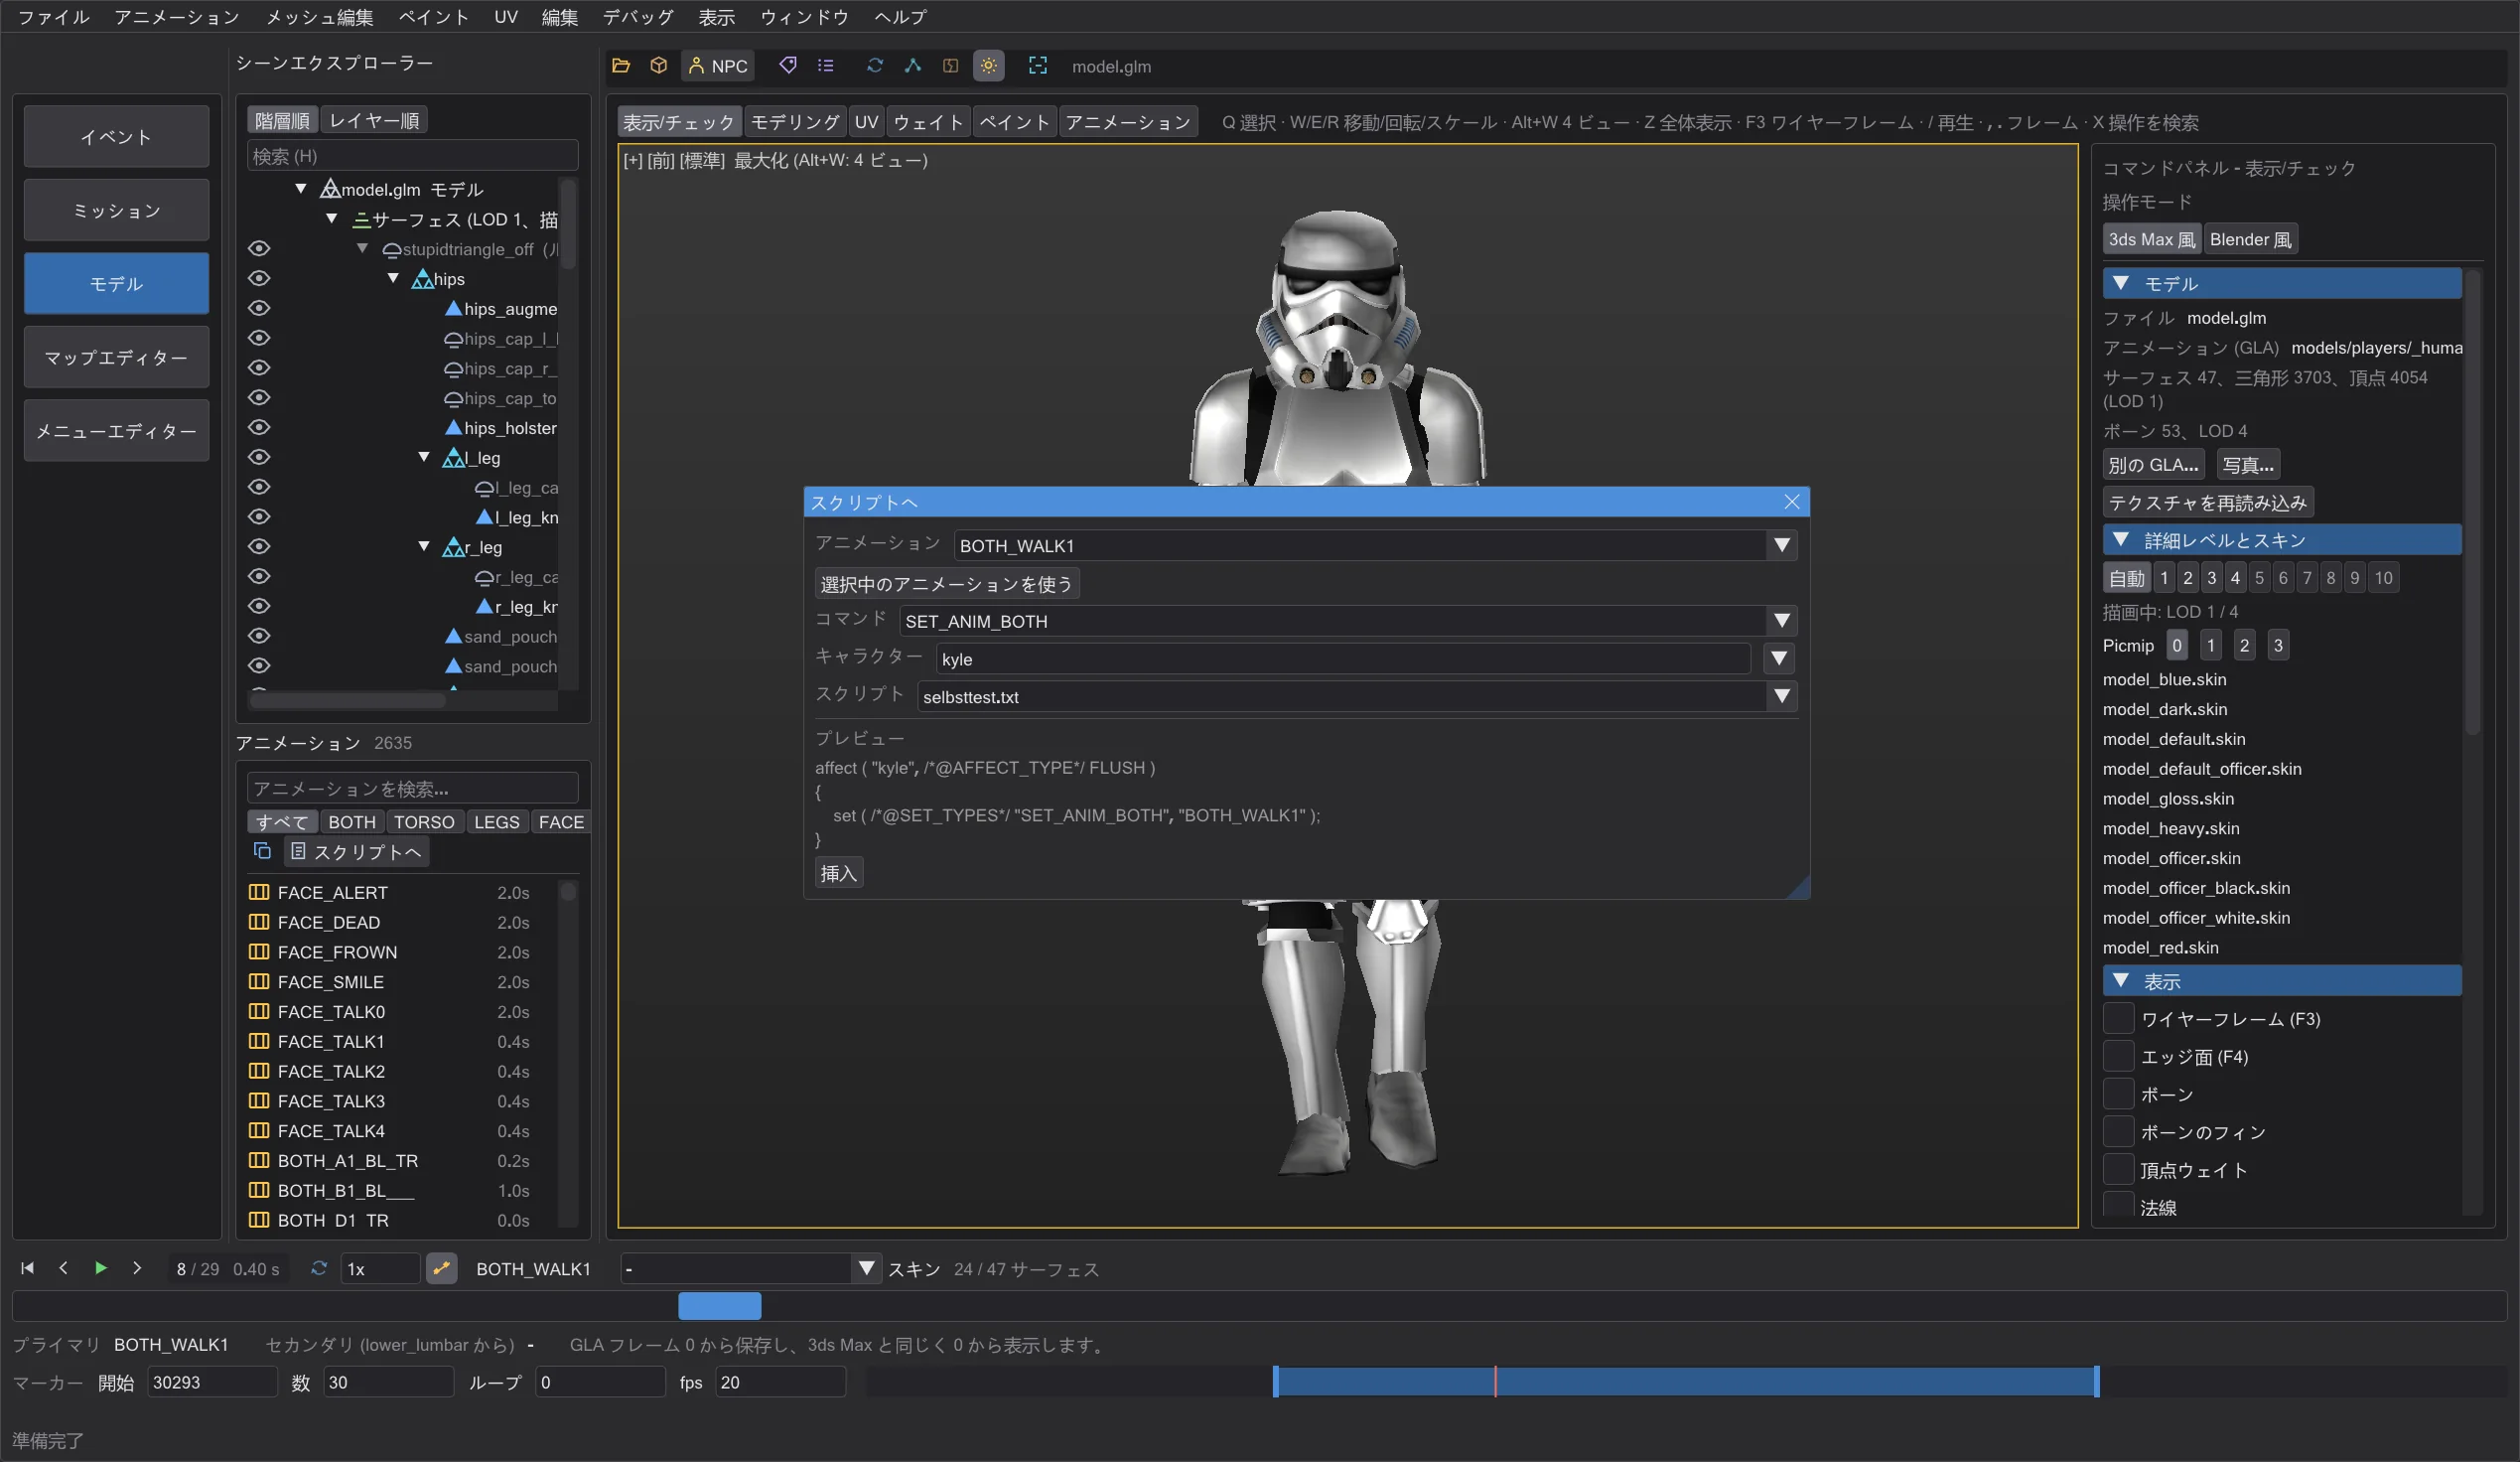 ファイル アニメーション メッシュ編集 ペイント UV 編集 デバッグ 表示 ウィンドウ ヘルプ
シーンエクスプローラー
NPC model.glm
イベント
ミッション
モデル
マップエディター
メニューエディター
階層順 レイヤー順
検索 (H)
model.glm モデル
サーフェス (LOD 1、描
stupidtriangle_off
hips
hips_augme
hips_cap_l_
hips_cap_r_
hips_cap_to
hips_holster
l_leg
l_leg_ca
l_leg_kn
r_leg
r_leg_ca
r_leg_kn
sand_pouch
sand_pouch
アニメーション 2635
アニメーションを検索...
すべて BOTH TORSO LEGS FACE
スクリプトへ
FACE_ALERT 2.0s
FACE_DEAD 2.0s
FACE_FROWN 2.0s
FACE_SMILE 2.0s
FACE_TALK0 2.0s
FACE_TALK1 0.4s
FACE_TALK2 0.4s
FACE_TALK3 0.4s
FACE_TALK4 0.4s
BOTH_A1_BL_TR 0.2s
BOTH_B1_BL___ 1.0s
BOTH_D1_TR 0.0s
表示/チェック モデリング UV ウェイト ペイント アニメーション Q 選択 · W/E/R 移動/回転/スケール · Alt+W 4 ビュー · Z 全体表示 · F3 ワイヤーフレーム · / 再生 · , . フレーム · X 操作を検索
[+] [前] [標準] 最大化 (Alt+W: 4 ビュー)
スクリプトへ
アニメーション BOTH_WALK1
選択中のアニメーションを使う
コマンド SET_ANIM_BOTH
キャラクター kyle
スクリプト selbsttest.txt
プレビュー
affect ( "kyle", /*@AFFECT_TYPE*/ FLUSH )
{
set ( /*@SET_TYPES*/ "SET_ANIM_BOTH", "BOTH_WALK1" );
}
挿入
コマンドパネル - 表示/チェック
操作モード
3ds Max 風 Blender 風
モデル
ファイル model.glm
アニメーション (GLA) models/players/_huma
サーフェス 47、三角形 3703、頂点 4054
(LOD 1)
ボーン 53、LOD 4
別の GLA... 写真...
テクスチャを再読み込み
詳細レベルとスキン
自動 1 2 3 4 5 6 7 8 9 10
描画中: LOD 1 / 4
Picmip 0 1 2 3
model_blue.skin
model_dark.skin
model_default.skin
model_default_officer.skin
model_gloss.skin
model_heavy.skin
model_officer.skin
model_officer_black.skin
model_officer_white.skin
model_red.skin
表示
ワイヤーフレーム (F3)
エッジ面 (F4)
ボーン
ボーンのフィン
頂点ウェイト
法線
8 / 29 0.40 s 1x BOTH_WALK1 - スキン 24 / 47 サーフェス
プライマリ BOTH_WALK1 セカンダリ (lower_lumbar から) - GLA フレーム 0 から保存し、3ds Max と同じく 0 から表示します。
マーカー 開始 30293 数 30 ループ 0 fps 20
準備完了